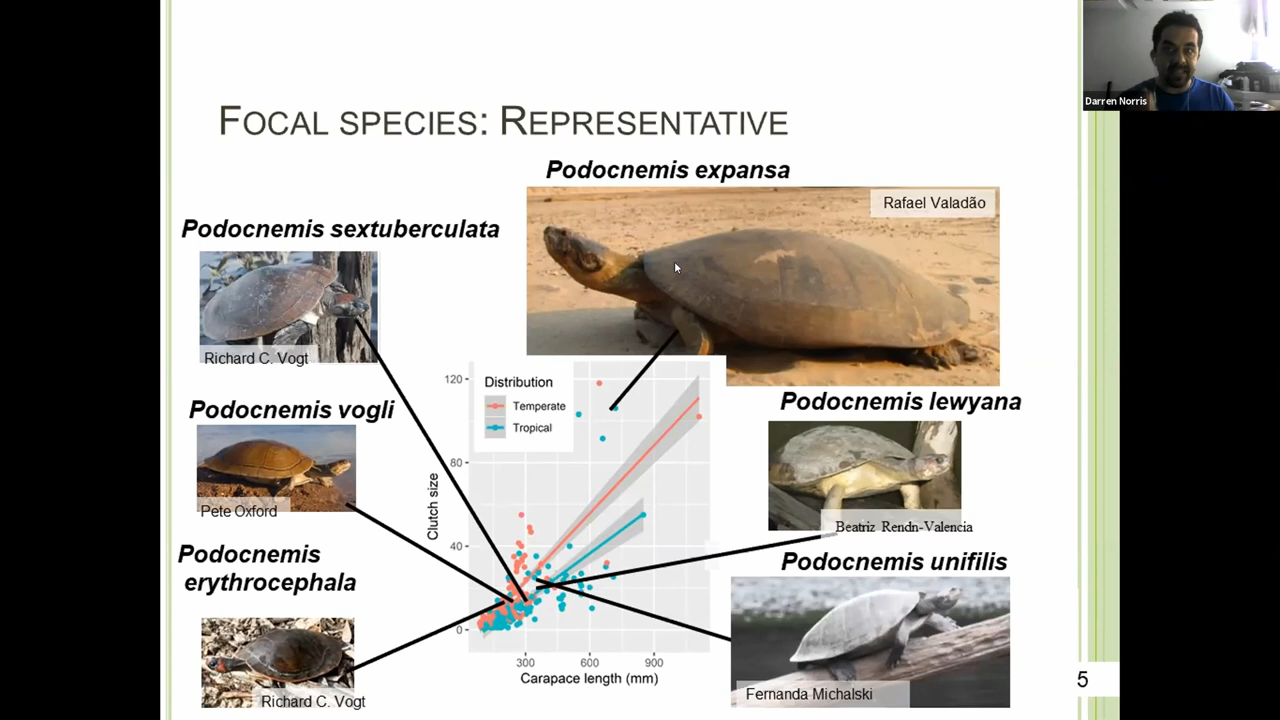 Darren Norris
FOCAL SPECIES: REPRESENTATIVE
Podocnemis expansa
Rafael Valadão
Podocnemis sextuberculata
Richard C. Vogt
Podocnemis vogli
Pete Oxford
Podocnemis
erythrocephala
Richard C. Vogt
Distribution
Temperate
Tropical
120
80
40
0
Clutch size
300 600 900
Carapace length (mm)
Podocnemis lewyana
Beatriz Rendn-Valencia
Podocnemis unifilis
Fernanda Michalski
5